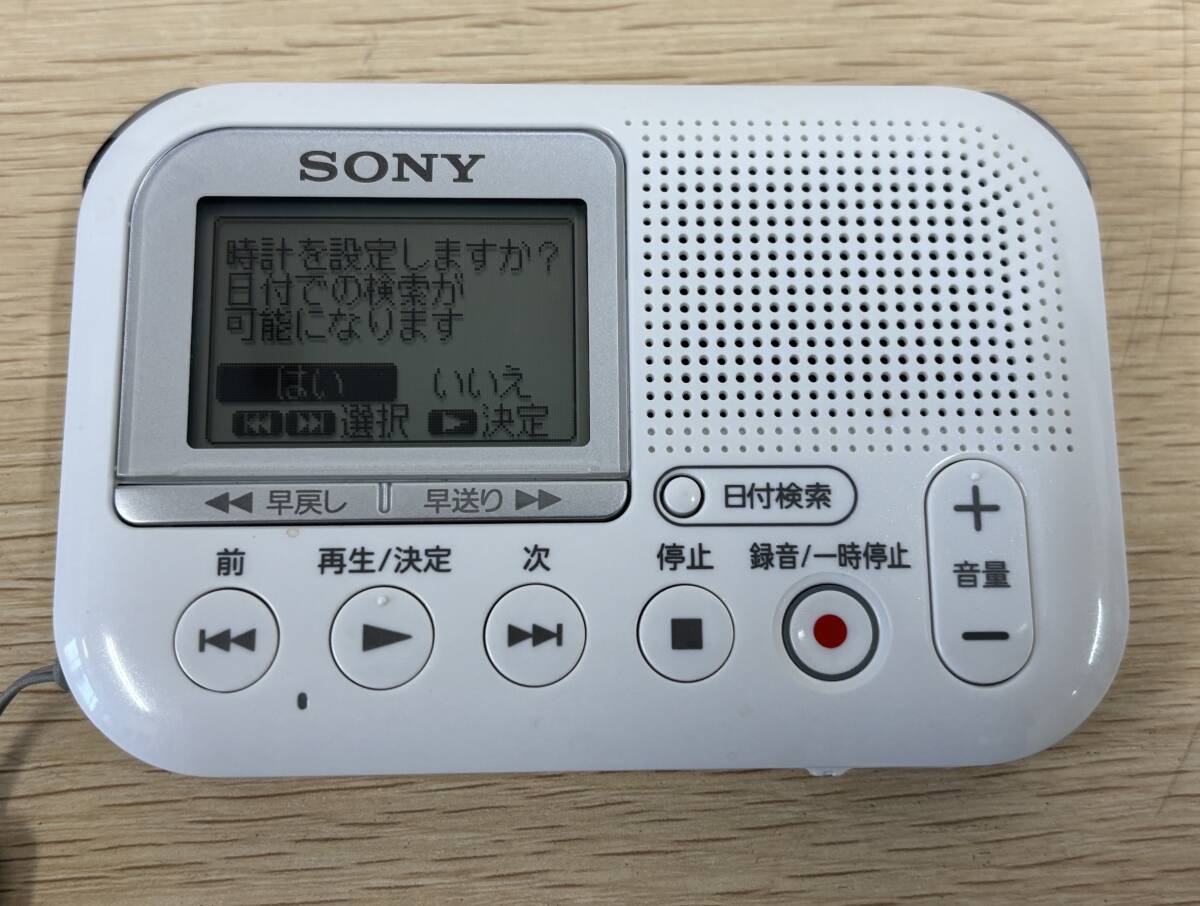 SONY
時計を設定しますか?
日付での検索が
可能になります
はい いいえ
選択 決定
早戻し 早送り
日付検索
前 再生/決定 次 停止 録音/一時停止
+
音量
−